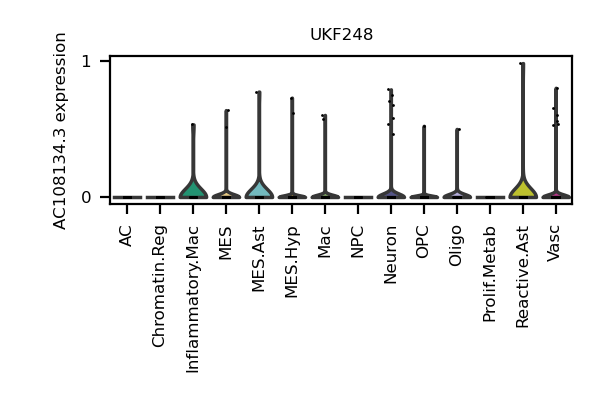 UKF248
AC108134.3 expression
1
0
AC
Chromatin.Reg
Inflammatory.Mac
MES
MES.Ast
MES.Hyp
Mac
NPC
Neuron
OPC
Oligo
Prolif.Metab
Reactive.Ast
Vasc